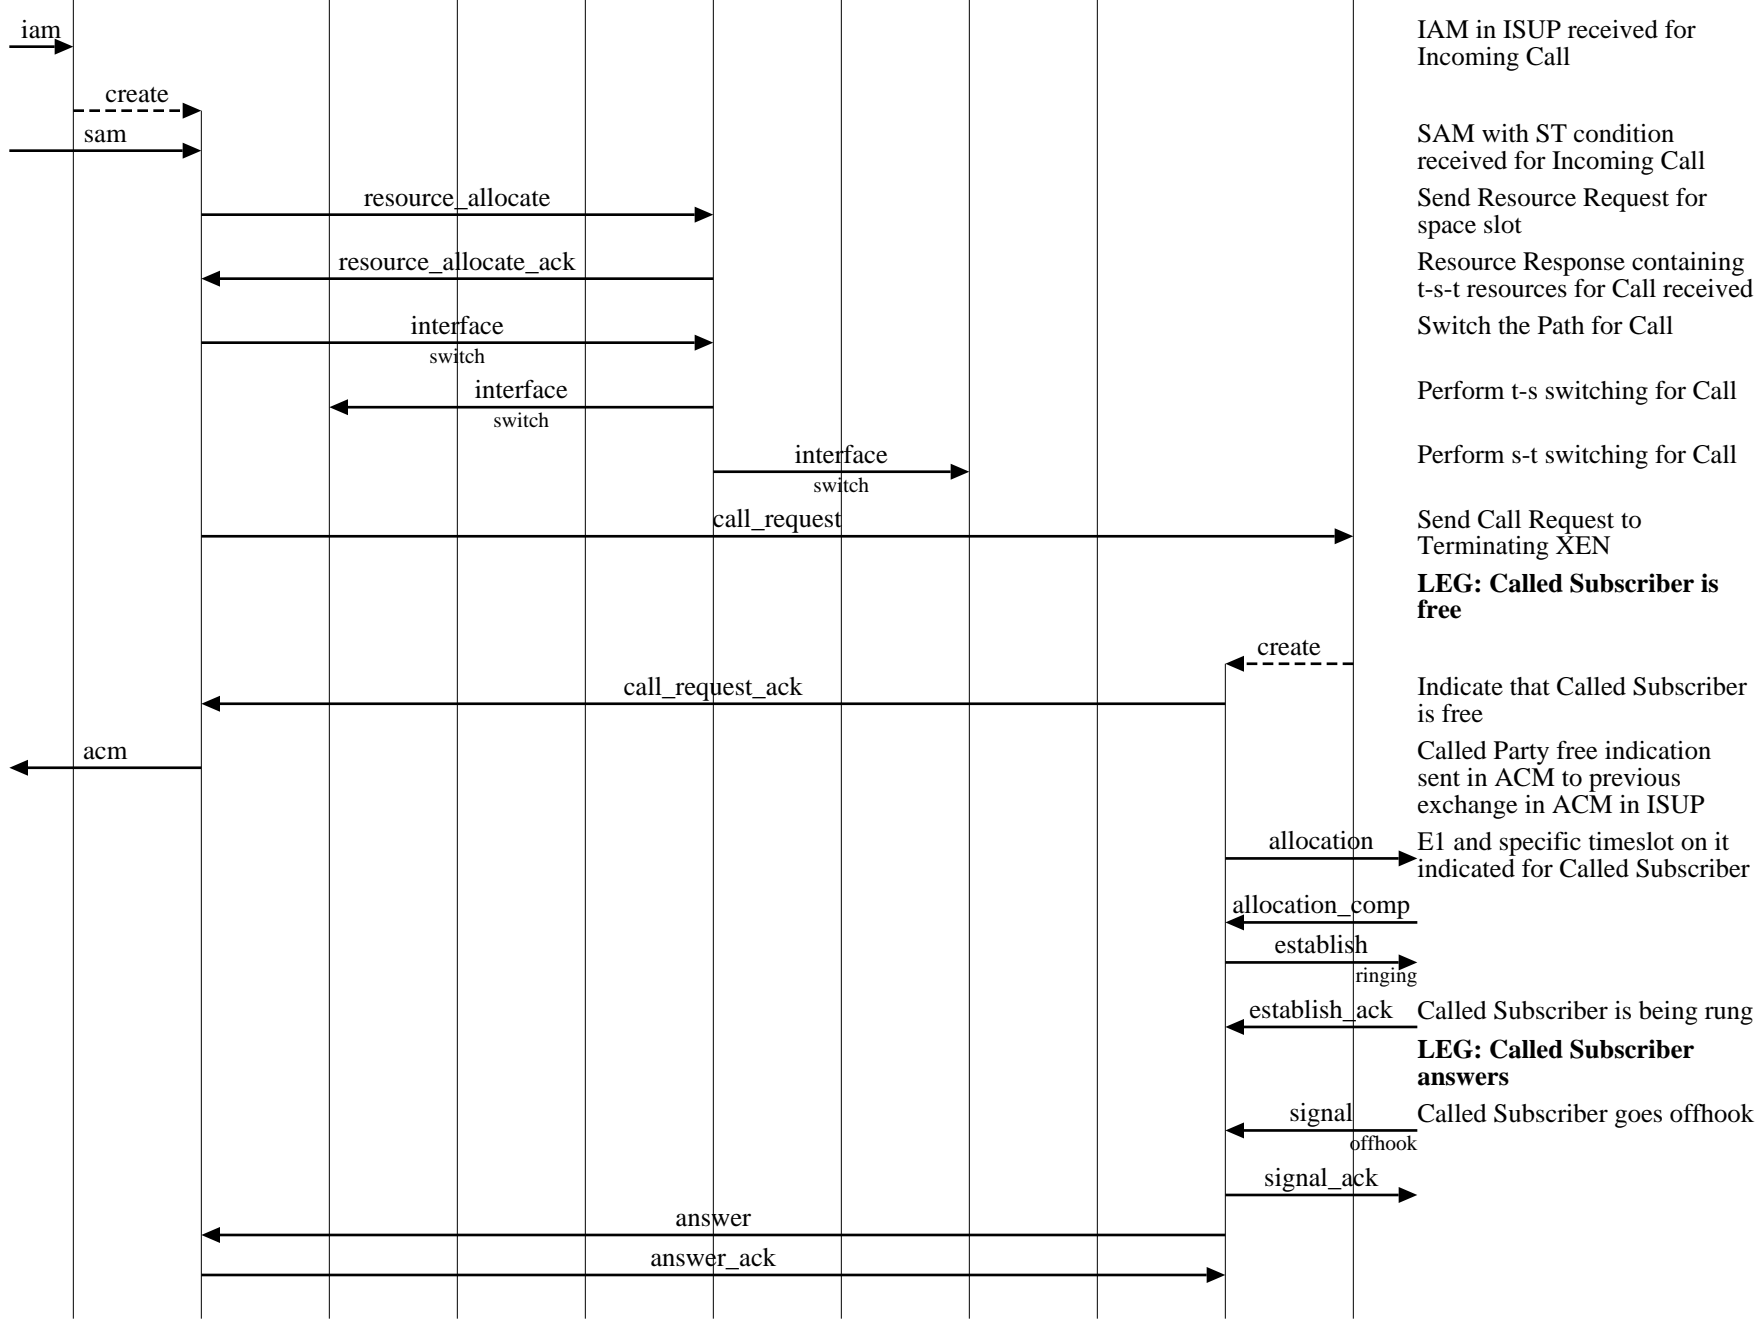 iam
IAM in ISUP received for
Incoming Call
create
sam
SAM with ST condition
received for Incoming Call
resource_allocate
Send Resource Request for
space slot
resource_allocate_ack
Resource Response containing
t-s-t resources for Call received
interface
switch
Switch the Path for Call
interface
switch
Perform t-s switching for Call
interface
switch
Perform s-t switching for Call
call_request
Send Call Request to
Terminating XEN
LEG: Called Subscriber is
free
create
call_request_ack
Indicate that Called Subscriber
is free
acm
Called Party free indication
sent in ACM to previous
exchange in ACM in ISUP
allocation
E1 and specific timeslot on it
indicated for Called Subscriber
allocation_comp
establish
ringing
establish_ack
Called Subscriber is being rung
LEG: Called Subscriber
answers
signal
offhook
Called Subscriber goes offhook
signal_ack
answer
answer_ack